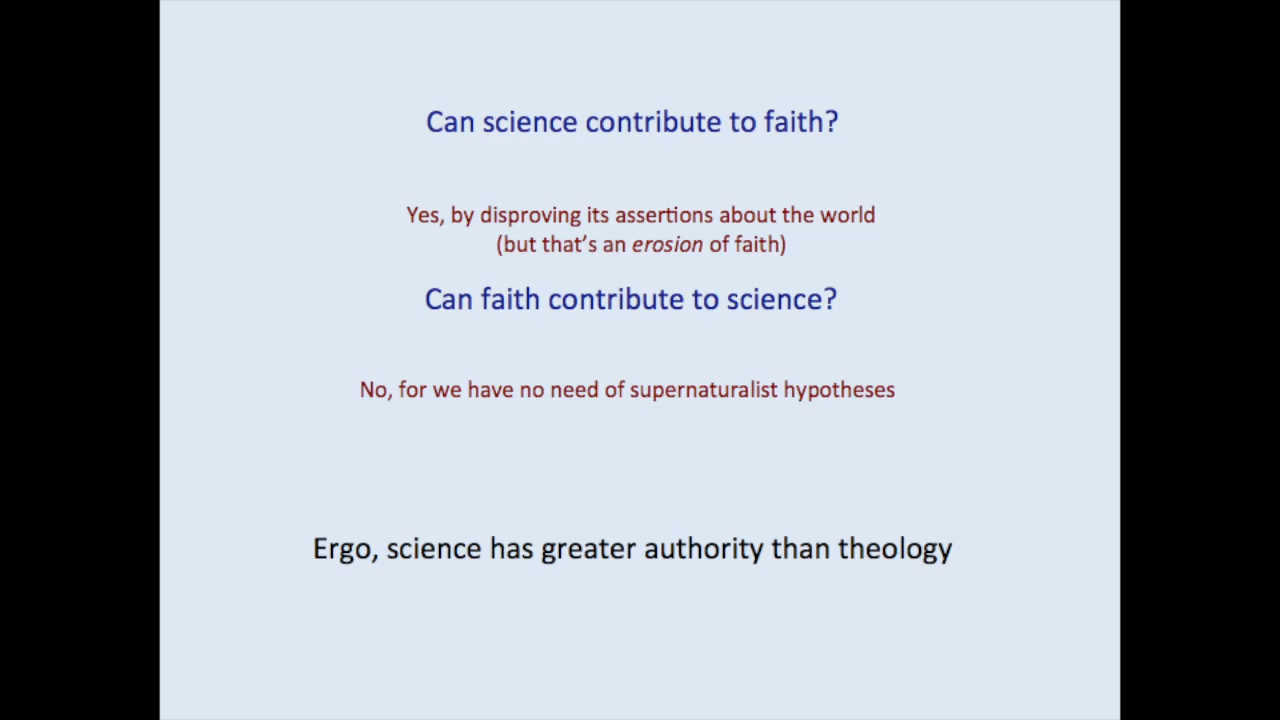 Can science contribute to faith?
Yes, by disproving its assertions about the world
(but that's an erosion of faith)
Can faith contribute to science?
No, for we have no need of supernaturalist hypotheses
Ergo, science has greater authority than theology